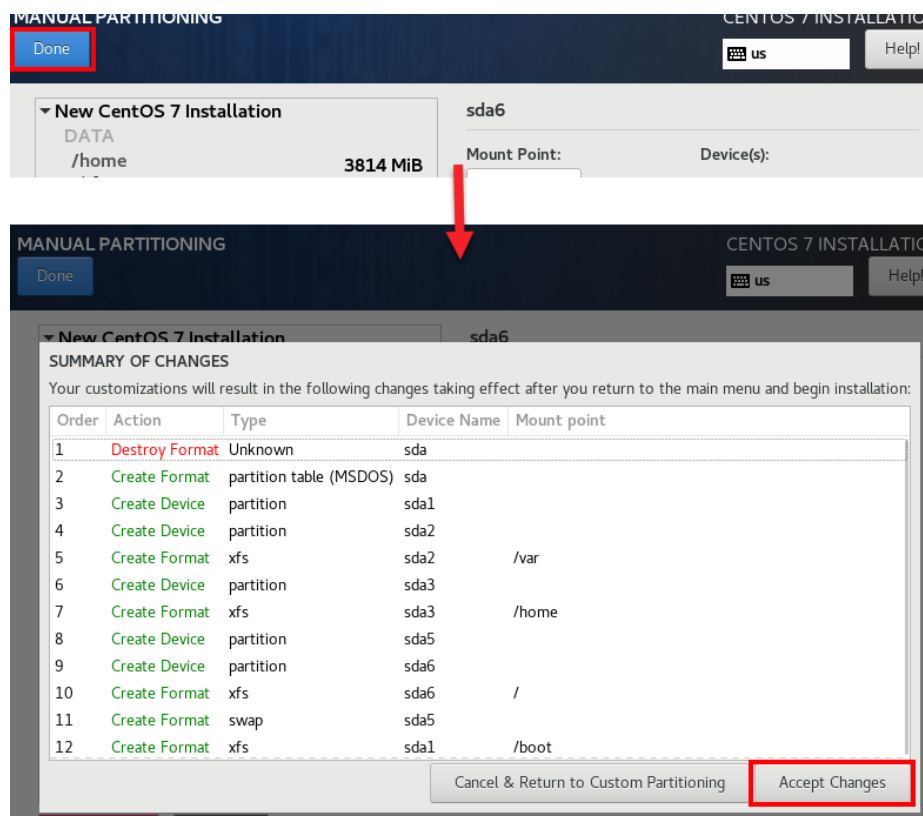 MANUAL PARTITIONING
CENTOS 7 INSTALLATIO
Done
us
Help!
New CentOS 7 Installation
sda6
DATA
/home
3814 MiB
Mount Point:
Device(s):
MANUAL PARTITIONING
CENTOS 7 INSTALLATIO
Done
us
Help!
New CentOS 7 Installation
sda6
SUMMARY OF CHANGES
Your customizations will result in the following changes taking effect after you return to the main menu and begin installation:
Order Action Type Device Name Mount point
1 Destroy Format Unknown sda
2 Create Format partition table (MSDOS) sda
3 Create Device partition sda1
4 Create Device partition sda2
5 Create Format xfs sda2 /var
6 Create Device partition sda3
7 Create Format xfs sda3 /home
8 Create Device partition sda5
9 Create Device partition sda6
10 Create Format xfs sda6 /
11 Create Format swap sda5
12 Create Format xfs sda1 /boot
Cancel & Return to Custom Partitioning
Accept Changes